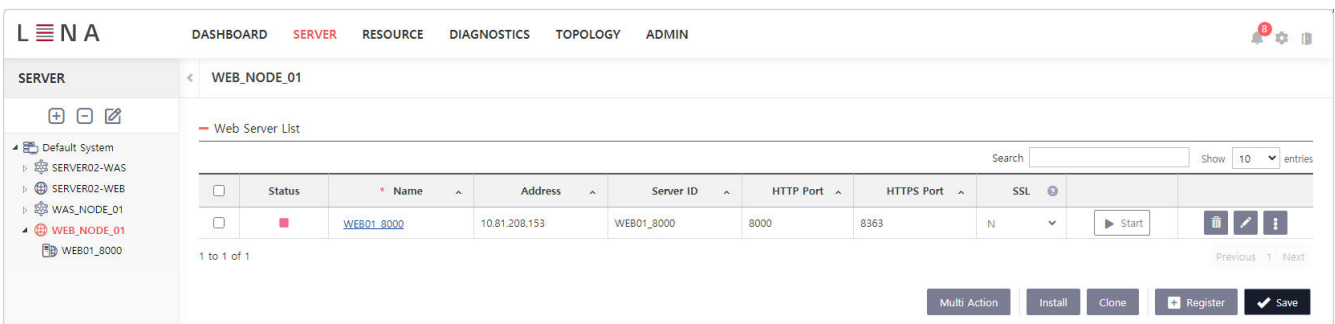 LENA
DASHBOARD SERVER RESOURCE DIAGNOSTICS TOPOLOGY ADMIN 8
SERVER
WEB_NODE_01
Default System
SERVER02-WAS
SERVER02-WEB
WAS_NODE_01
WEB_NODE_01
WEB01_8000
Web Server List
Search Show 10 entries
Status * Name Address Server ID HTTP Port HTTPS Port SSL ?
WEB01_8000 10.81.208.153 WEB01_8000 8000 8363 N Start
1 to 1 of 1 Previous 1 Next
Multi Action Install Clone Register Save